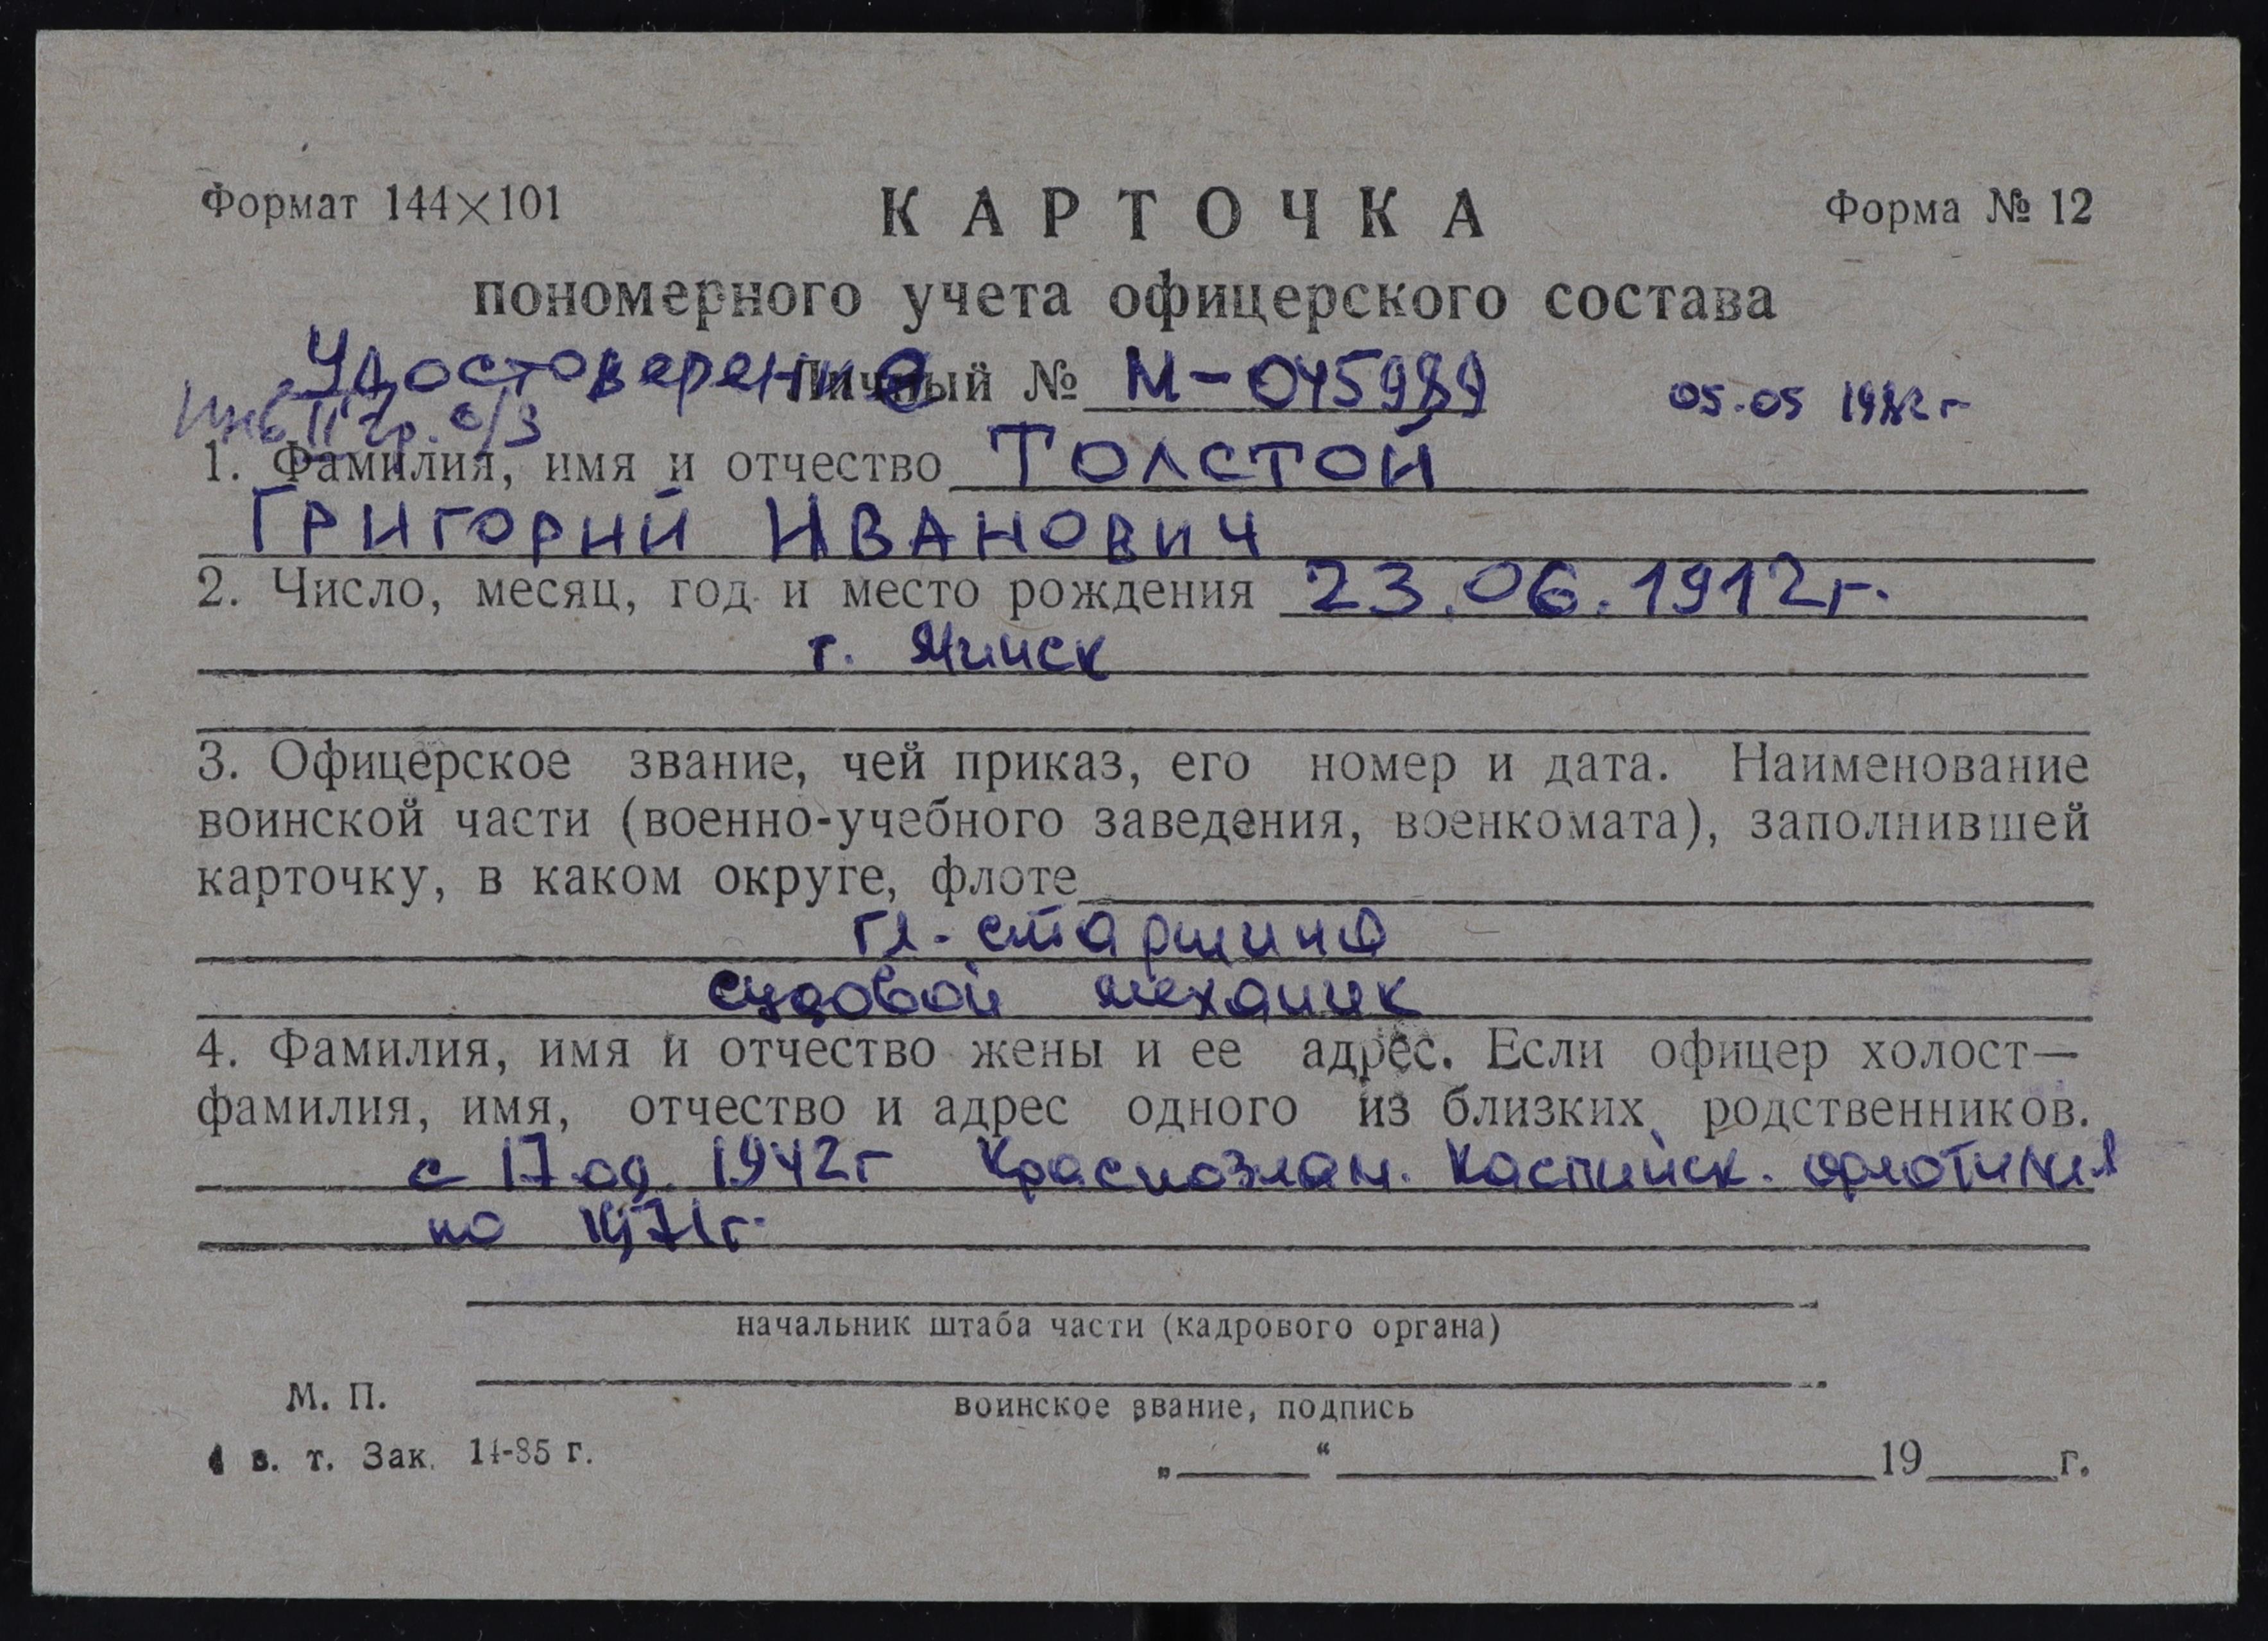 Формат 144×101
КАРТОЧКА
Форма № 12
пономерного учета офицерского состава
Удостоверение Личный № М-045989 05.05 1982 г
Инв II гр. о/з
1. Фамилия, имя и отчество ТОЛСТОЙ
ГРИГОРИЙ ИВАНОВИЧ
2. Число, месяц, год и место рождения 23.06.1912г.
г. Минск
3. Офицерское звание, чей приказ, его номер и дата. Наименование
воинской части (военно-учебного заведения, военкомата), заполнившей
карточку, в каком округе, флоте
гл. старшина
судовой механик
4. Фамилия, имя и отчество жены и ее адрес. Если офицер холост—
фамилия, имя, отчество и адрес одного из близких родственников.
с 17 1942г Краснознам. Каспийск. флотилия
по 1971г.
начальник штаба части (кадрового органа)
М. П.
воинское звание, подпись
в. т. Зак. 14-85 г.
„ “ 19 г.